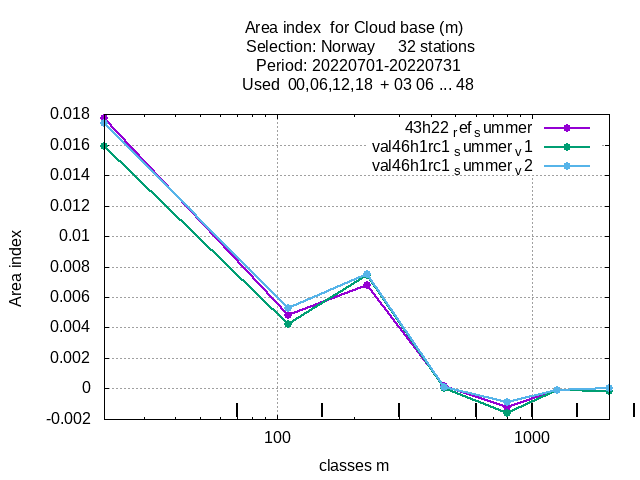 Area index  for Cloud base (m)
Selection: Norway     32 stations
Period: 20220701-20220731
Used  00,06,12,18  + 03 06 ... 48
43h22 ref summer
val46h1rc1 summer v1
val46h1rc1 summer v2
0.018
0.016
0.014
0.012
0.01
0.008
0.006
0.004
0.002
0
-0.002
Area index
100 1000
classes m